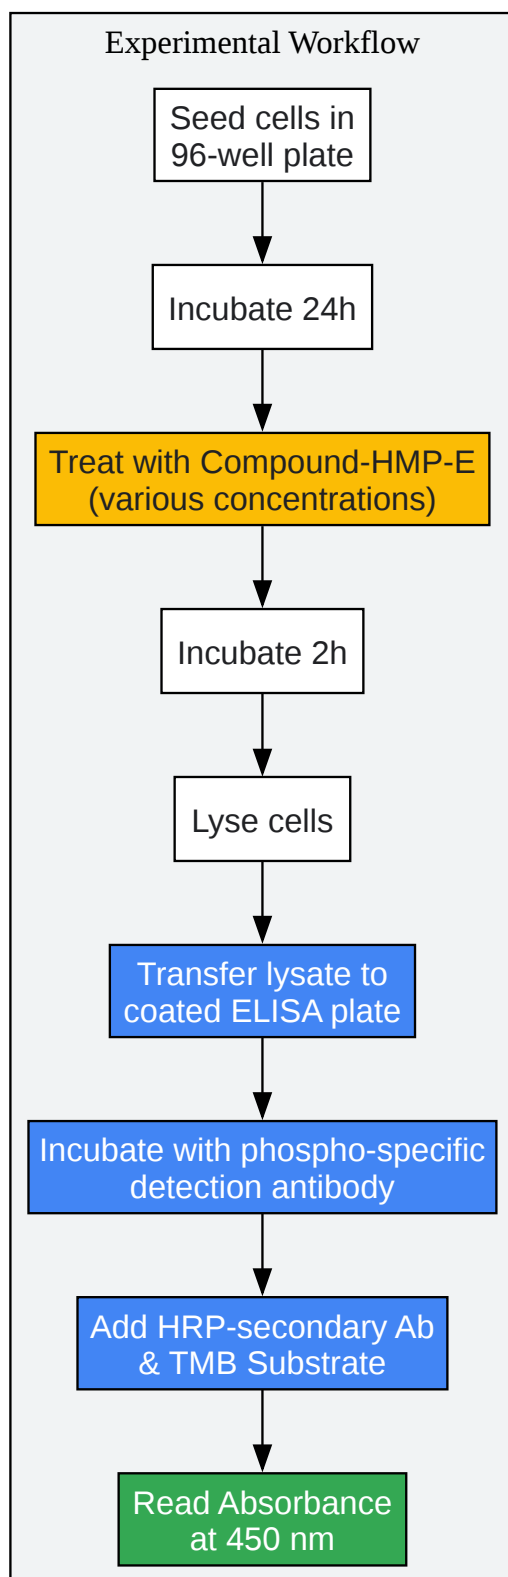 Experimental Workflow
Seed cells in
96-well plate
Incubate 24h
Treat with Compound-HMP-E
(various concentrations)
Incubate 2h
Lyse cells
Transfer lysate to
coated ELISA plate
Incubate with phospho-specific
detection antibody
Add HRP-secondary Ab
& TMB Substrate
Read Absorbance
at 450 nm